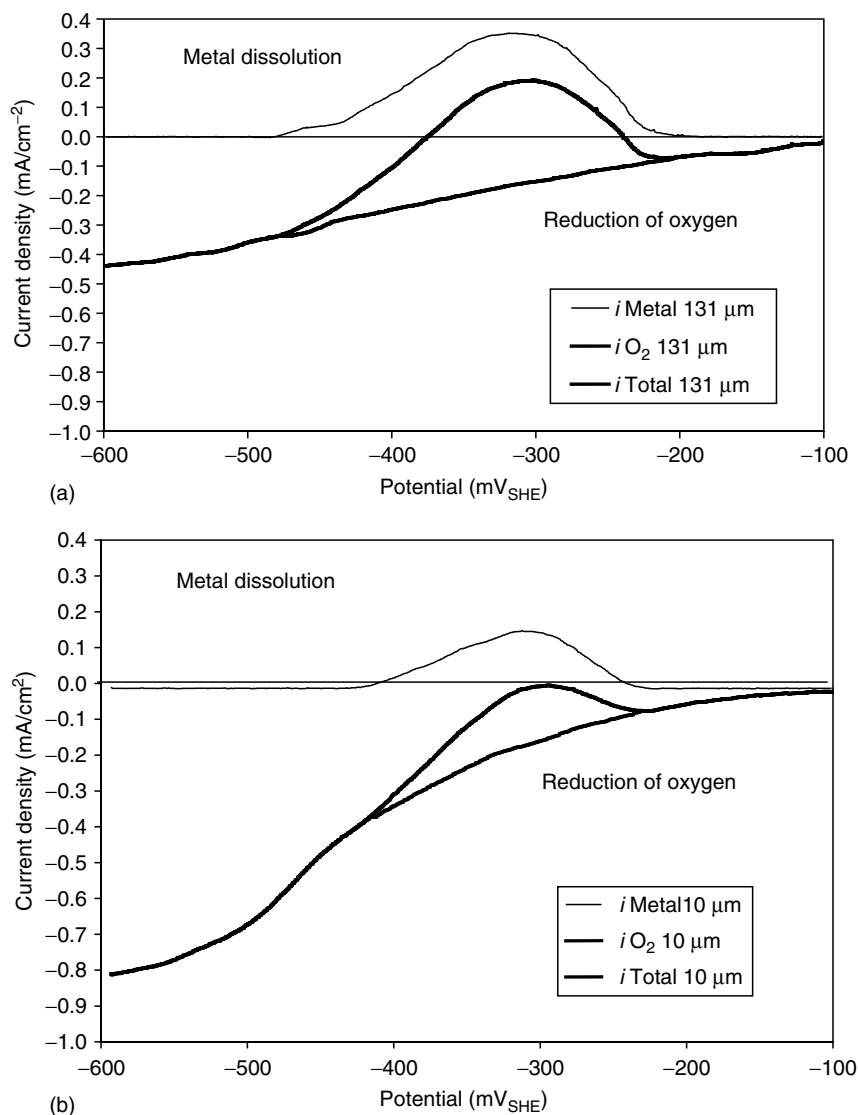 0.4
0.3
0.2
0.1
0.0
−0.1
−0.2
−0.3
−0.4
−0.5
−0.6
−0.7
−0.8
−0.9
−1.0
Current density (mA/cm⁻²)
Metal dissolution
Reduction of oxygen
i Metal 131 μm
i O₂ 131 μm
i Total 131 μm
−600 −500 −400 −300 −200 −100
(a) Potential (mV_SHE)
0.4
0.3
0.2
0.1
0.0
−0.1
−0.2
−0.3
−0.4
−0.5
−0.6
−0.7
−0.8
−0.9
−1.0
Current density (mA/cm²)
Metal dissolution
Reduction of oxygen
i Metal10 μm
i O₂ 10 μm
i Total 10 μm
−600 −500 −400 −300 −200 −100
(b) Potential (mV_SHE)